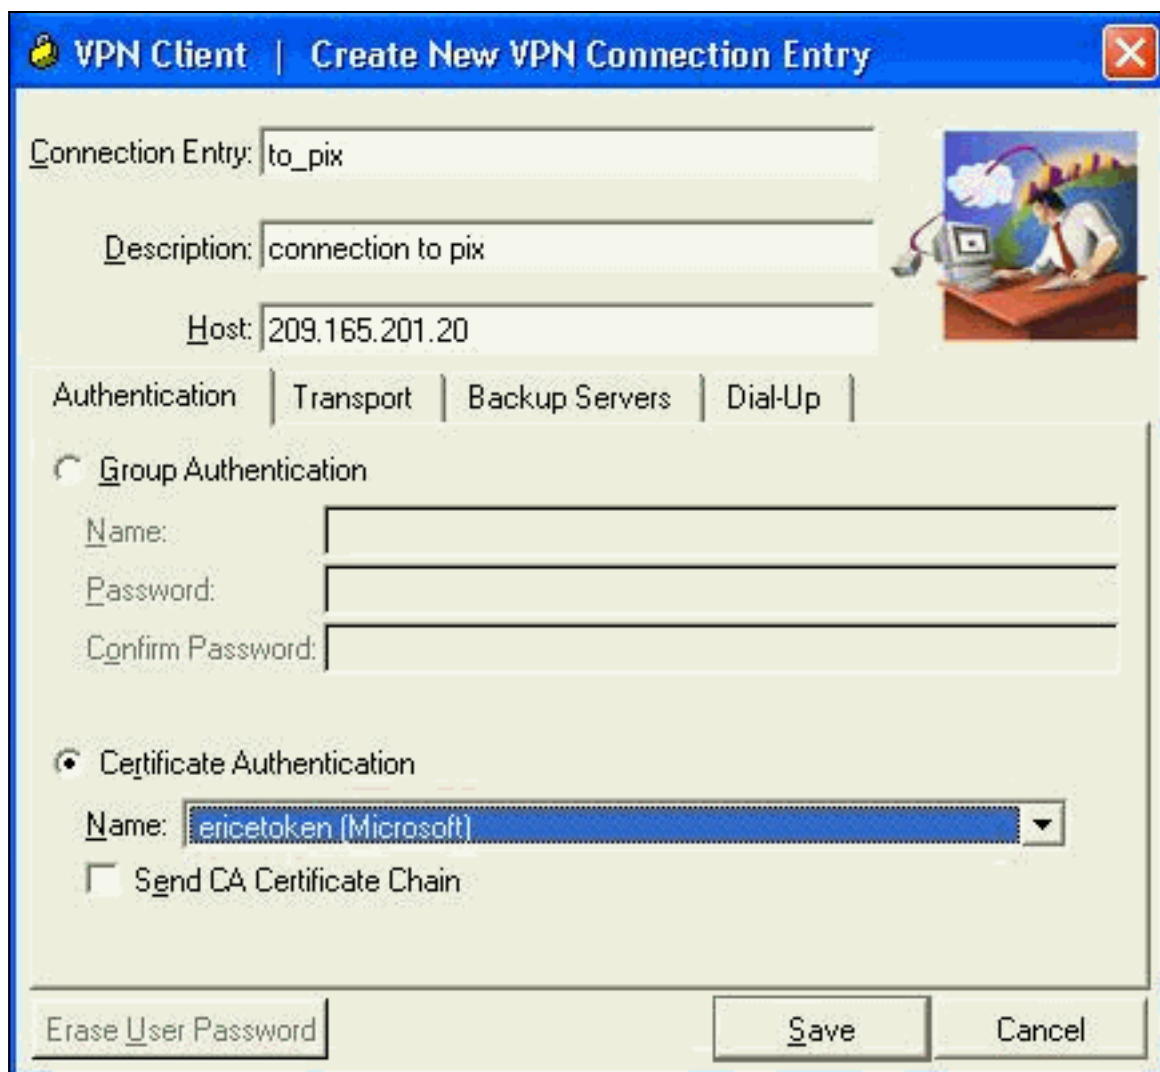 VPN Client | Create New VPN Connection Entry
Connection Entry: to_pix
Description: connection to pix
Host: 209.165.201.20
Authentication Transport Backup Servers Dial-Up
Group Authentication
Name:
Password:
Confirm Password:
Certificate Authentication
Name: ericetoken (Microsoft)
Send CA Certificate Chain
Erase User Password Save Cancel